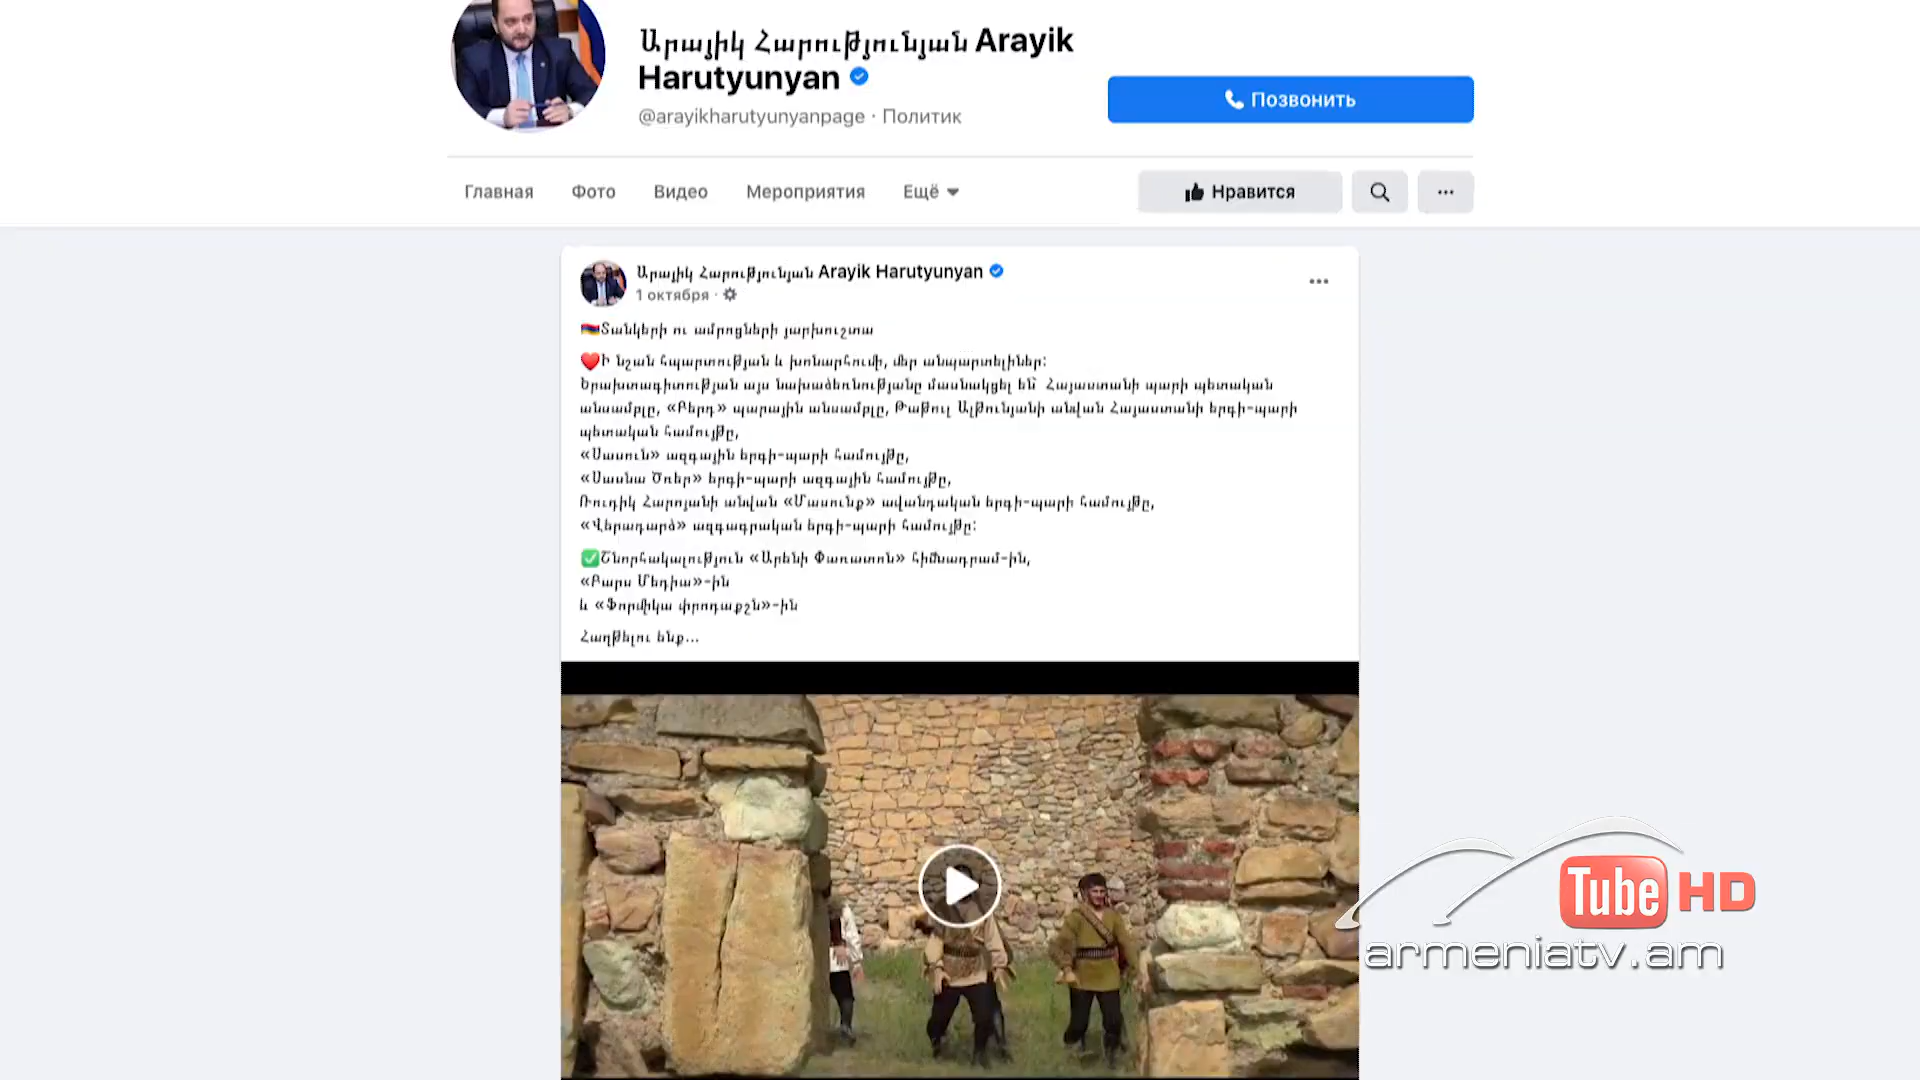 Արայիկ Հարությունյան Arayik
Harutyunyan
@arayikharutyunyanpage · Политик
Позвонить
Главная
Фото
Видео
Мероприятия
Ещё
Нравится
Արայիկ Հարությունյան Arayik Harutyunyan
1 октября
Տանկերի ու ամրոցների յարխուշտա
Ի նշան հպարտության և խոնարհումի, մեր անպարտելիներ:
Երախտագիտության այս նախաձեռնությանը մասնակցել են՝ Հայաստանի պարի պետական
անսամբլը, «Բերդ» պարային անսամբլը, Թաթուլ Ալթունյանի անվան Հայաստանի երգի-պարի
պետական համույթը,
«Սասուն» ազգային երգի-պարի համույթը,
«Սասնա Ծռեր» երգի-պարի ազգային համույթը,
Ռուդիկ Հարոյանի անվան «Մասունք» ավանդական երգի-պարի համույթը,
«Վերադարձ» ազգագրական երգի-պարի համույթը:
Շնորհակալություն «Արենի Փառատոն» հիմնադրամ-ին,
«Բարս Մեդիա»-ին
և «Ֆորմիկա փրոդաքշն»-ին
Հաղթելու ենք...
Tube HD
armeniatv.am